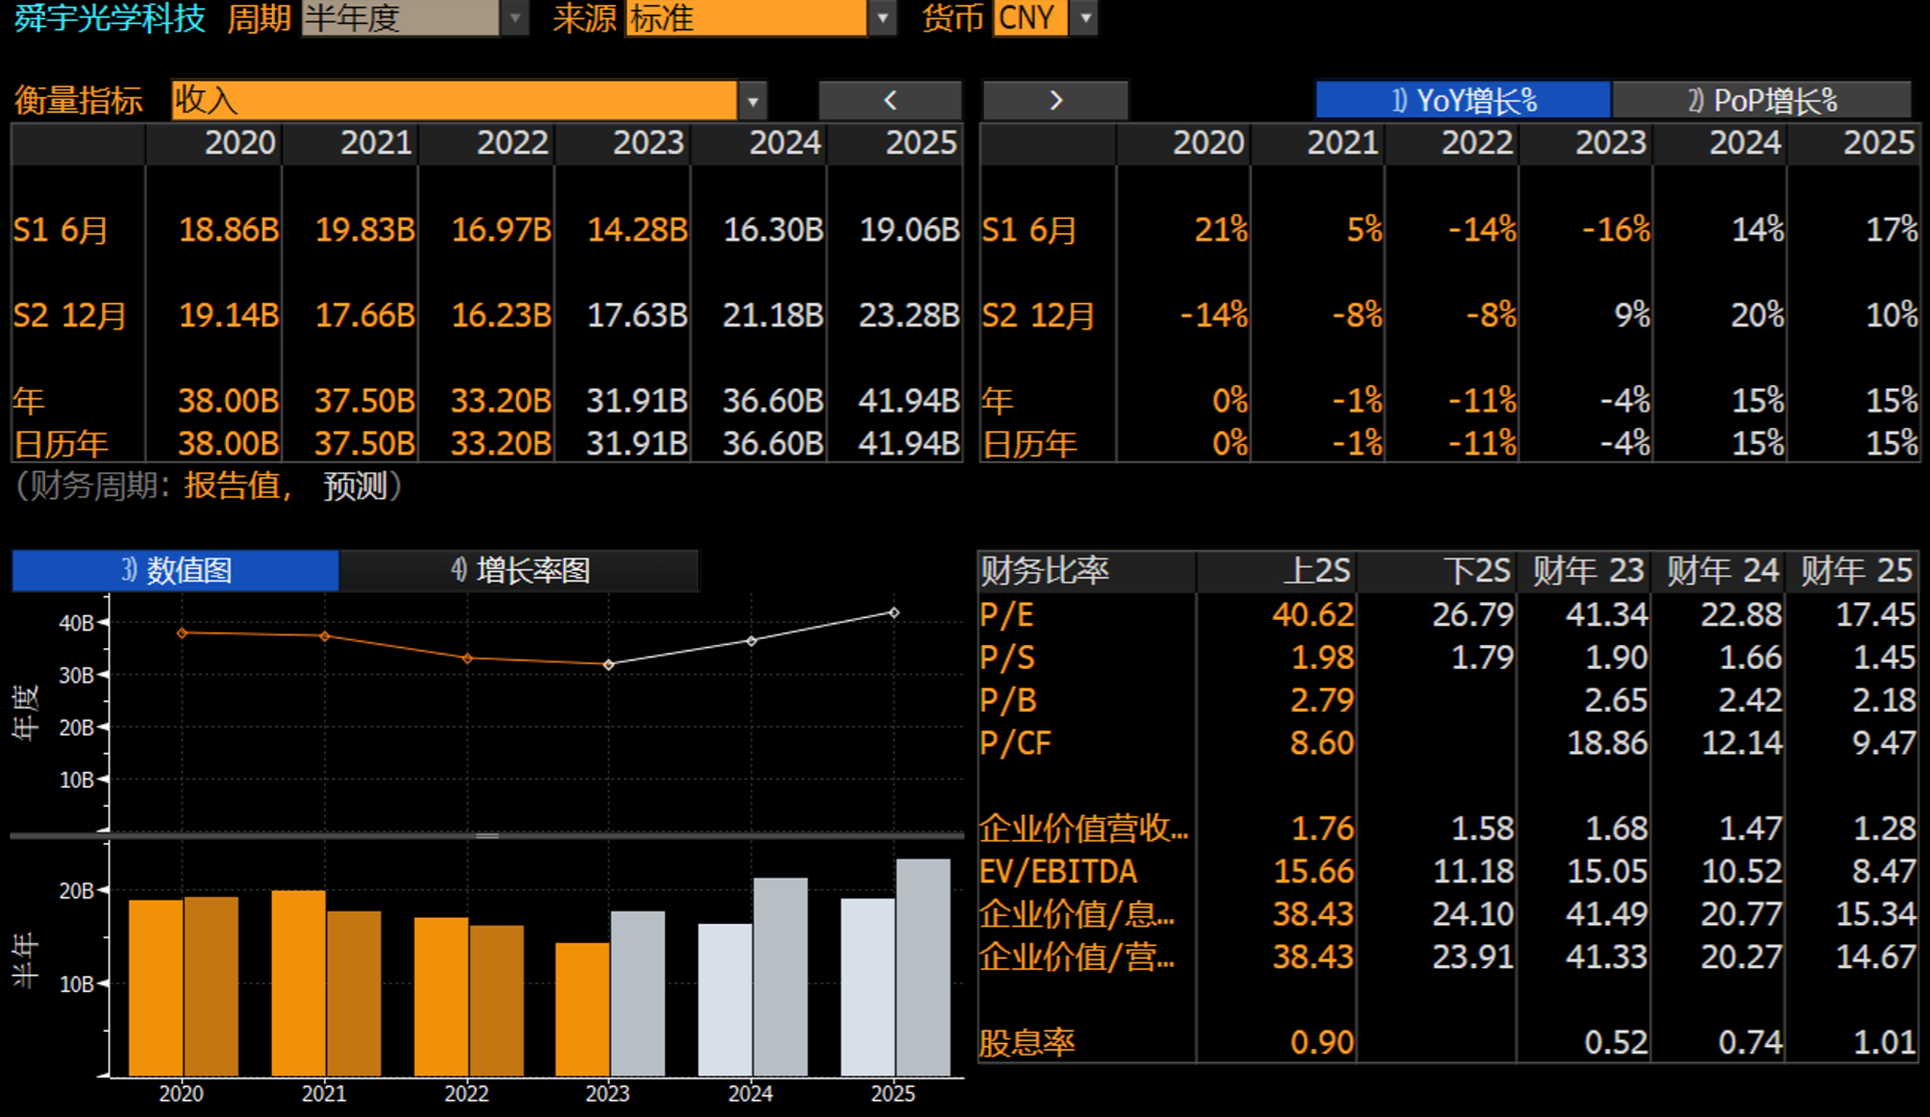 舜宇光学科技 周期 半年度 来源 标准 货币 CNY
衡量指标 收入 < > 1) YoY增长% 2) PoP增长%
2020 2021 2022 2023 2024 2025
S1 6月 18.86B 19.83B 16.97B 14.28B 16.30B 19.06B
S2 12月 19.14B 17.66B 16.23B 17.63B 21.18B 23.28B
年 38.00B 37.50B 33.20B 31.91B 36.60B 41.94B
日历年 38.00B 37.50B 33.20B 31.91B 36.60B 41.94B
2020 2021 2022 2023 2024 2025
S1 6月 21% 5% -14% -16% 14% 17%
S2 12月 -14% -8% -8% 9% 20% 10%
年 0% -1% -11% -4% 15% 15%
日历年 0% -1% -11% -4% 15% 15%
(财务周期: 报告值, 预测)
3) 数值图 4) 增长率图
年度
40B
30B
20B
10B
半年
20B
10B
2020 2021 2022 2023 2024 2025
财务比率 上2S 下2S 财年 23 财年 24 财年 25
P/E 40.62 26.79 41.34 22.88 17.45
P/S 1.98 1.79 1.90 1.66 1.45
P/B 2.79 2.65 2.42 2.18
P/CF 8.60 18.86 12.14 9.47
企业价值营收... 1.76 1.58 1.68 1.47 1.28
EV/EBITDA 15.66 11.18 15.05 10.52 8.47
企业价值/息... 38.43 24.10 41.49 20.77 15.34
企业价值/营... 38.43 23.91 41.33 20.27 14.67
股息率 0.90 0.52 0.74 1.01